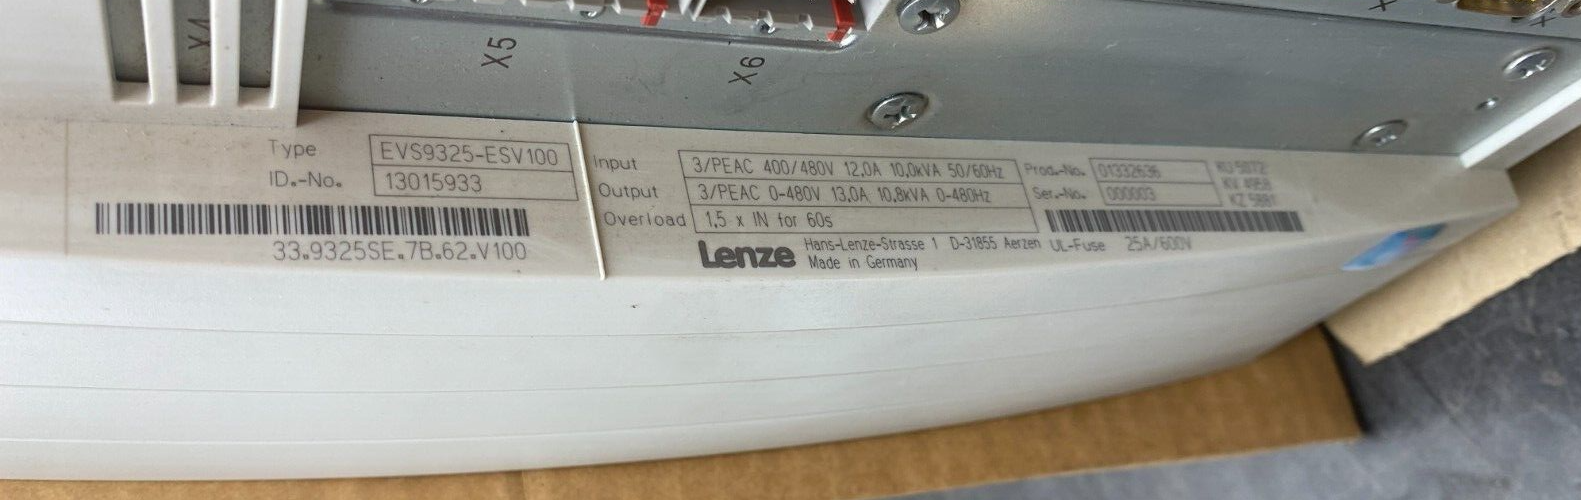 X4
X5
X6
Type EVS9325-ESV100
ID.-No. 13015933
33.9325SE.7B.62.V100
Input 3/PEAC 400/480V 12.0A 10.0kVA 50/60Hz
Output 3/PEAC 0-480V 13.0A 10.8kVA 0-480Hz
Overload 1,5 x IN for 60s
Lenze Hans-Lenze-Strasse 1 D-31855 Aerzen
Made in Germany
Prod.-No. 01332636
Ser.-No. 000003
UL-Fuse 25A/600V